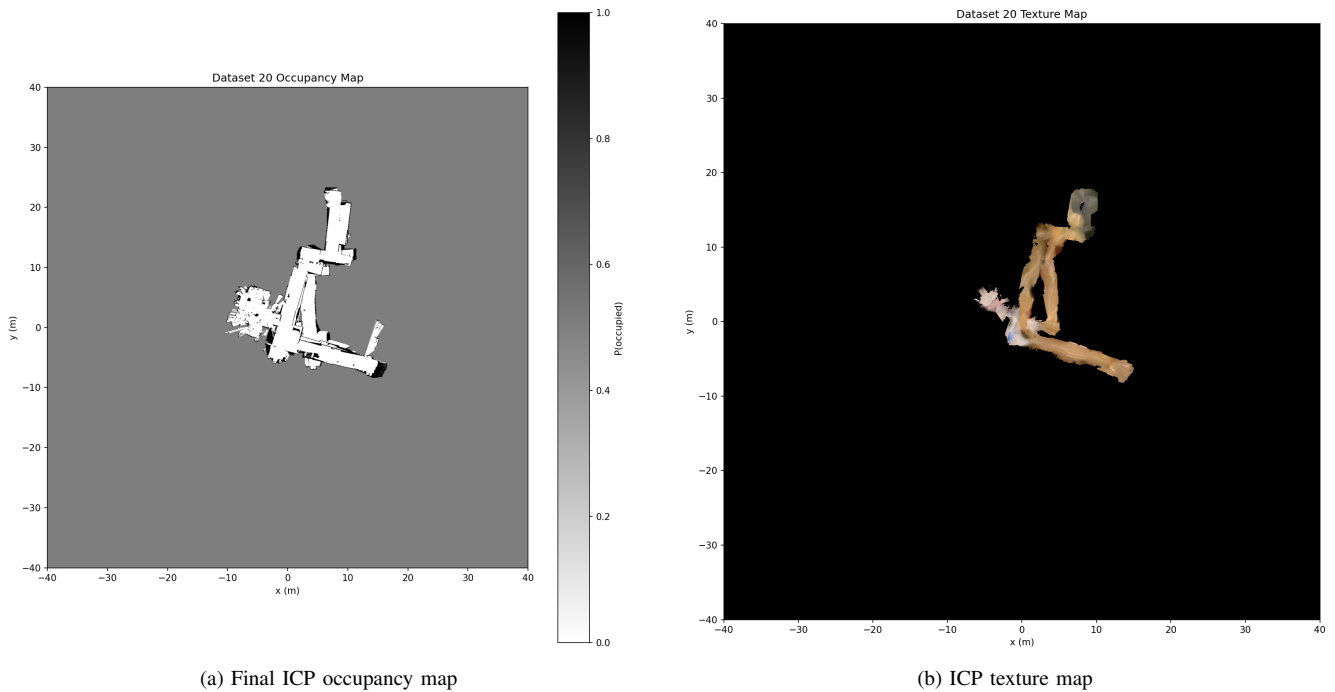 Dataset 20 Occupancy Map
40
30
20
10
0
−10
−20
−30
−40
y (m)
−40 −30 −20 −10 0 10 20 30 40
x (m)
1.0
0.8
0.6
0.4
0.2
0.0
P(occupied)
(a) Final ICP occupancy map
Dataset 20 Texture Map
40
30
20
10
0
−10
−20
−30
−40
y (m)
−40 −30 −20 −10 0 10 20 30 40
x (m)
(b) ICP texture map